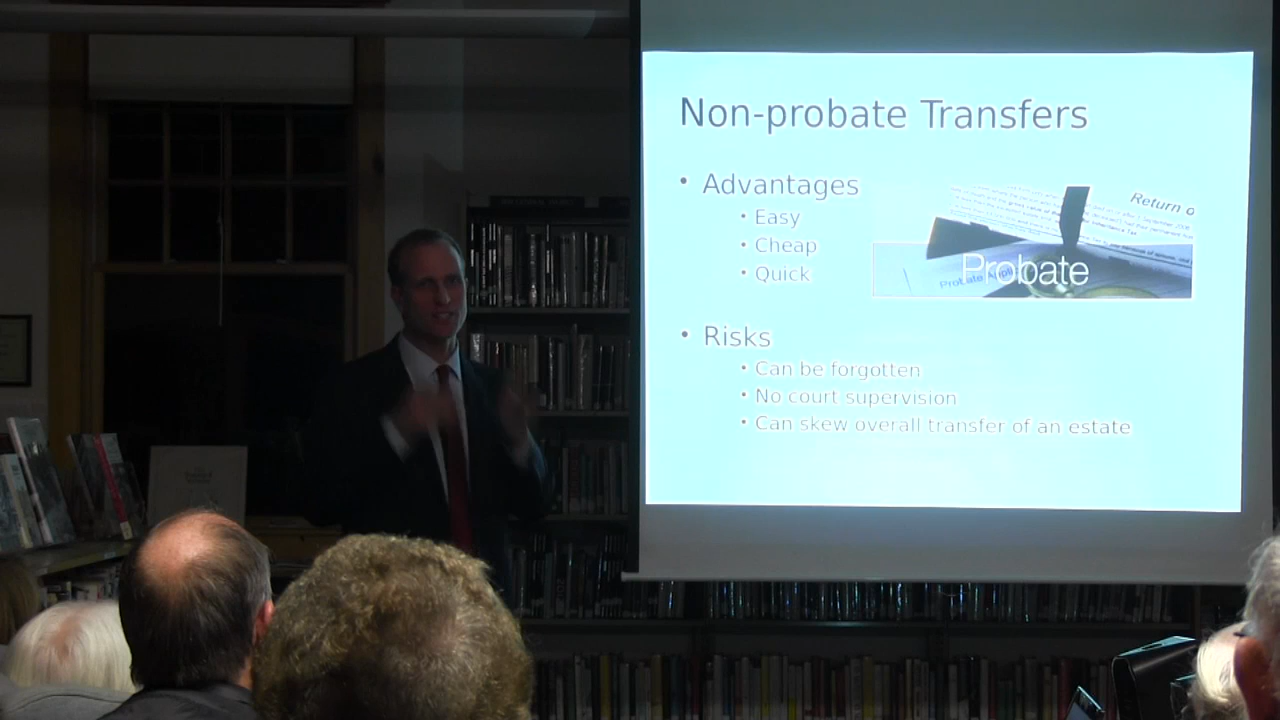 Non-probate Transfers
• Advantages
• Easy
• Cheap
• Quick
Return o
Probate
• Risks
• Can be forgotten
• No court supervision
• Can skew overall transfer of an estate